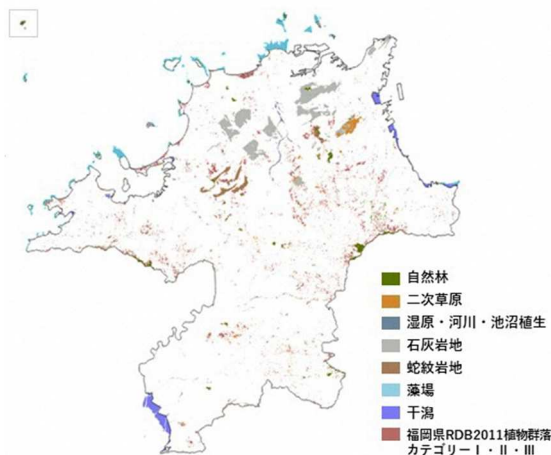 自然林
二次草原
湿原・河川・池沼植生
石灰岩地
蛇紋岩地
藻場
干潟
福岡県RDB2011植物群落
カテゴリーⅠ・Ⅱ・Ⅲ